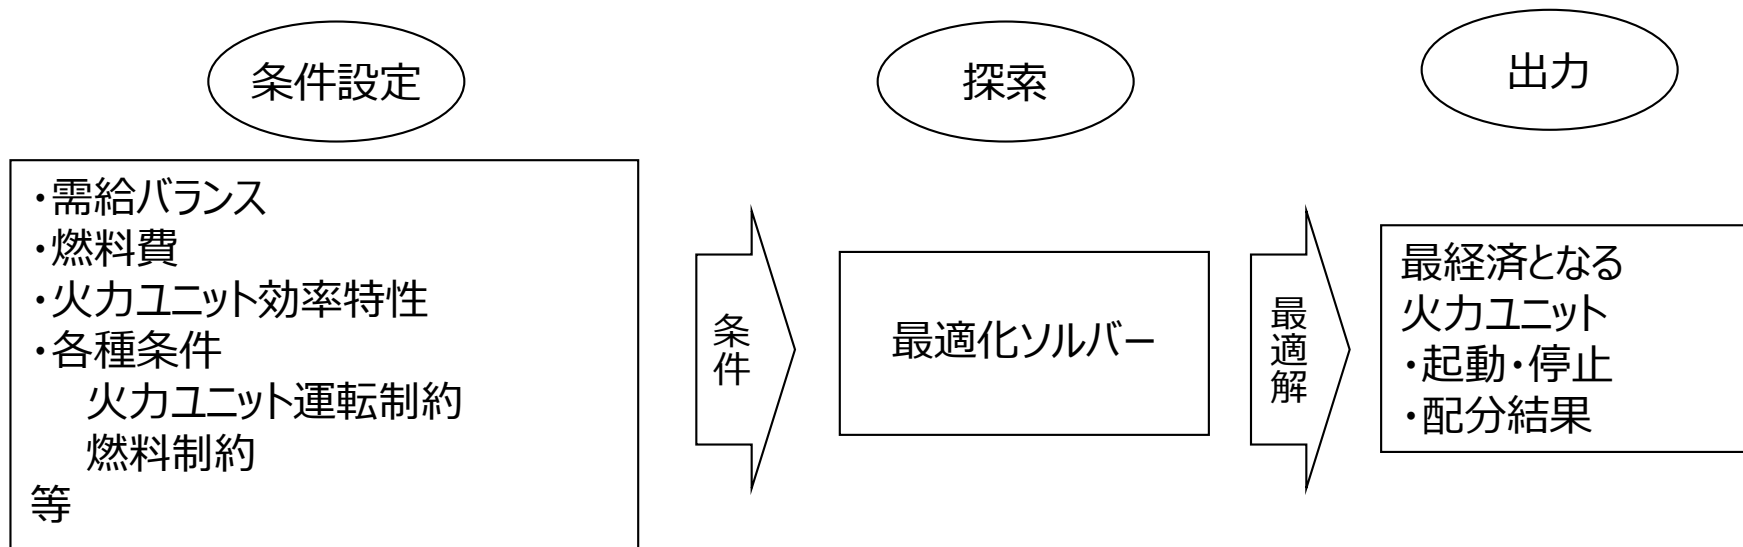 条件設定
探索
出力
・需給バランス
・燃料費
・火力ユニット効率特性
・各種条件
火力ユニット運転制約
燃料制約
等
条件
最適化ソルバー
最適解
最経済となる
火力ユニット
・起動・停止
・配分結果